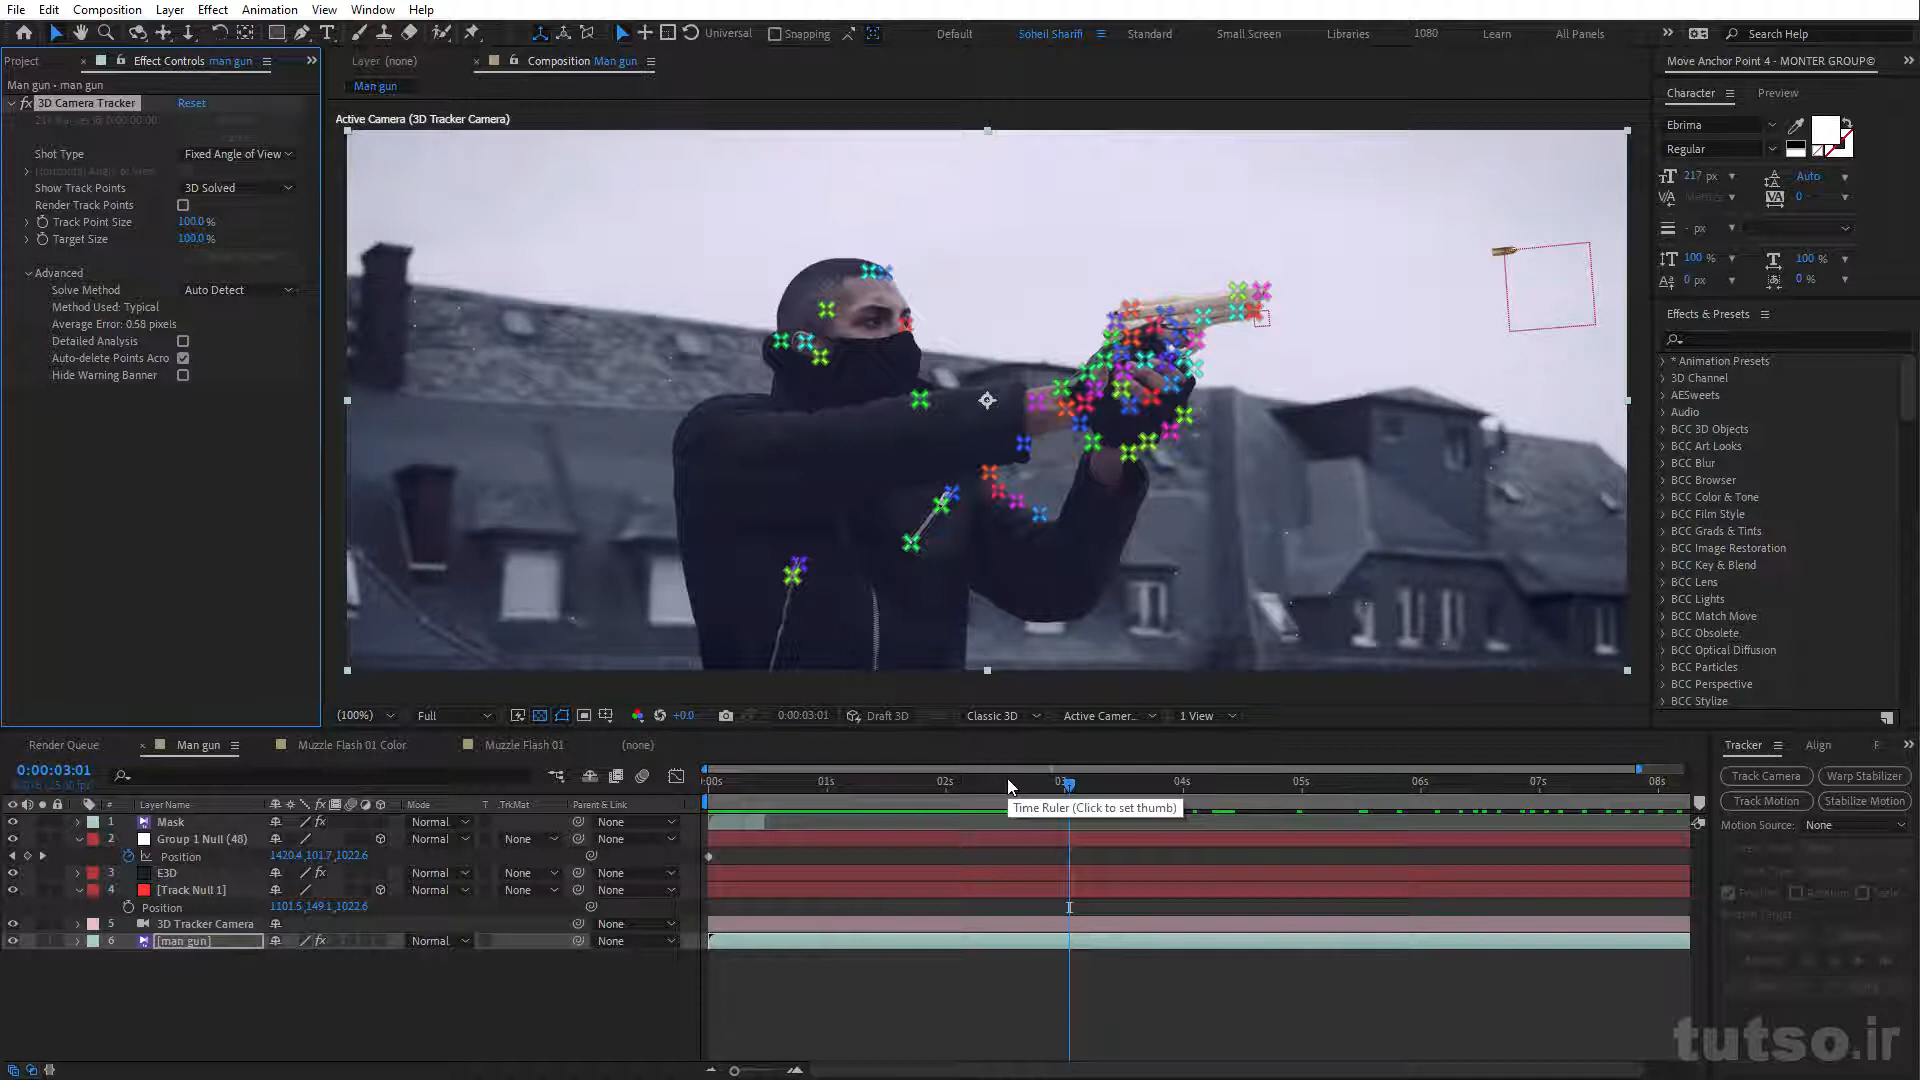 File Edit Composition Layer Effect Animation View Window Help
Universal Snapping Default Soheil Sharifi Standard Small Screen Libraries 1080 Learn All Panels Search Help
Project Effect Controls man gun
Man gun • man gun
3D Camera Tracker Reset
Shot Type Fixed Angle of View
Horizontal Angle of View
Show Track Points 3D Solved
Render Track Points
Track Point Size 100.0 %
Target Size 100.0 %
Advanced
Solve Method Auto Detect
Method Used: Typical
Average Error: 0.58 pixels
Detailed Analysis
Auto-delete Points Acro
Hide Warning Banner
Layer (none) Composition Man gun
Man gun
Active Camera (3D Tracker Camera)
(100%) Full +0.0 0:00:03:01 Draft 3D Classic 3D Active Camer... 1 View
Move Anchor Point 4 - MONTER GROUP©
Character Preview
Ebrima
Regular
217 px Auto
Metrics 0
- px
100 % 100 %
0 px 0 %
Effects & Presets
* Animation Presets
3D Channel
AESweets
Audio
BCC 3D Objects
BCC Art Looks
BCC Blur
BCC Browser
BCC Color & Tone
BCC Film Style
BCC Grads & Tints
BCC Image Restoration
BCC Key & Blend
BCC Lens
BCC Lights
BCC Match Move
BCC Obsolete
BCC Optical Diffusion
BCC Particles
BCC Perspective
BCC Stylize
Render Queue Man gun Muzzle Flash 01 Color Muzzle Flash 01 (none)
0:00:03:01
:00s 01s 02s 03s 04s 05s 06s 07s 08s
# Layer Name Mode T .TrkMat Parent & Link
Time Ruler (Click to set thumb)
1 Mask Normal None
2 Group 1 Null (48) Normal None None
Position 1420.4,101.7,1022.6
3 E3D Normal None None
4 [Track Null 1] Normal None None
Position 1101.5,149.1,1022.6
5 3D Tracker Camera None
6 [man gun] Normal None
Tracker Align
Track Camera Warp Stabilizer
Track Motion Stabilize Motion
Motion Source: None
tutso.ir